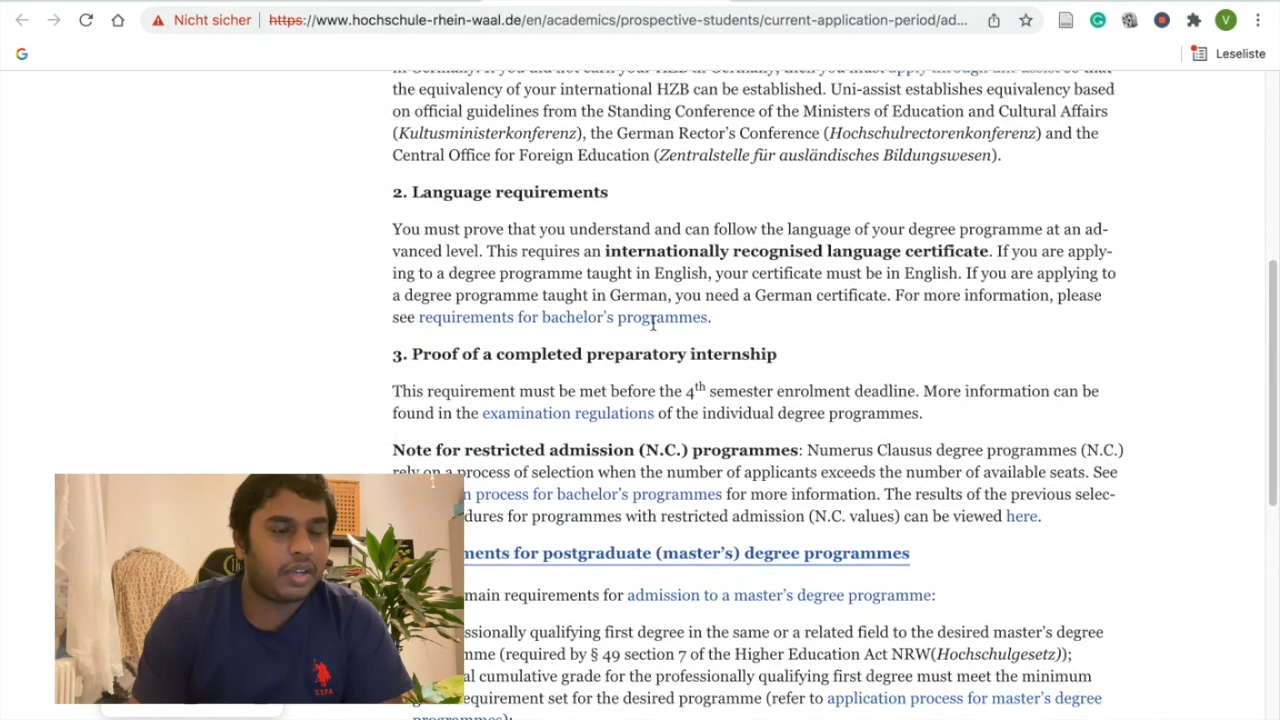 Nicht sicher https://www.hochschule-rhein-waal.de/en/academics/prospective-students/current-application-period/ad... V
G Leseliste
in Germany. If you did not earn your HZB in Germany, then you must apply through uni-assist so that
the equivalency of your international HZB can be established. Uni-assist establishes equivalency based
on official guidelines from the Standing Conference of the Ministers of Education and Cultural Affairs
(Kultusministerkonferenz), the German Rector's Conference (Hochschulrectorenkonferenz) and the
Central Office for Foreign Education (Zentralstelle für ausländisches Bildungswesen).
2. Language requirements
You must prove that you understand and can follow the language of your degree programme at an ad-
vanced level. This requires an internationally recognised language certificate. If you are apply-
ing to a degree programme taught in English, your certificate must be in English. If you are applying to
a degree programme taught in German, you need a German certificate. For more information, please
see requirements for bachelor's programmes.
3. Proof of a completed preparatory internship
This requirement must be met before the 4th semester enrolment deadline. More information can be
found in the examination regulations of the individual degree programmes.
Note for restricted admission (N.C.) programmes: Numerus Clausus degree programmes (N.C.)
rely on a process of selection when the number of applicants exceeds the number of available seats. See
n process for bachelor's programmes for more information. The results of the previous selec-
dures for programmes with restricted admission (N.C. values) can be viewed here.
ments for postgraduate (master's) degree programmes
main requirements for admission to a master's degree programme:
ssionally qualifying first degree in the same or a related field to the desired master's degree
mme (required by § 49 section 7 of the Higher Education Act NRW(Hochschulgesetz));
al cumulative grade for the professionally qualifying first degree must meet the minimum
equirement set for the desired programme (refer to application process for master's degree
programmes);
USPA